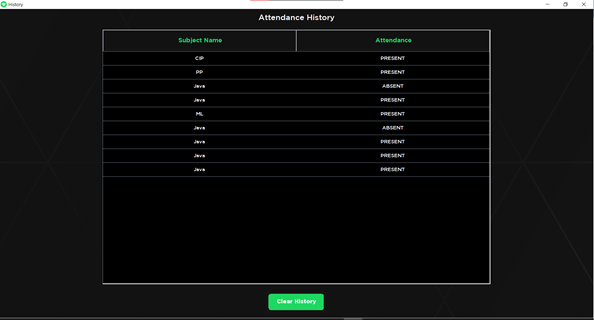 History
Attendance History
Subject Name Attendance
CIP PRESENT
PP PRESENT
Java ABSENT
Java PRESENT
ML PRESENT
Java ABSENT
Java PRESENT
Java PRESENT
Java PRESENT
Clear History